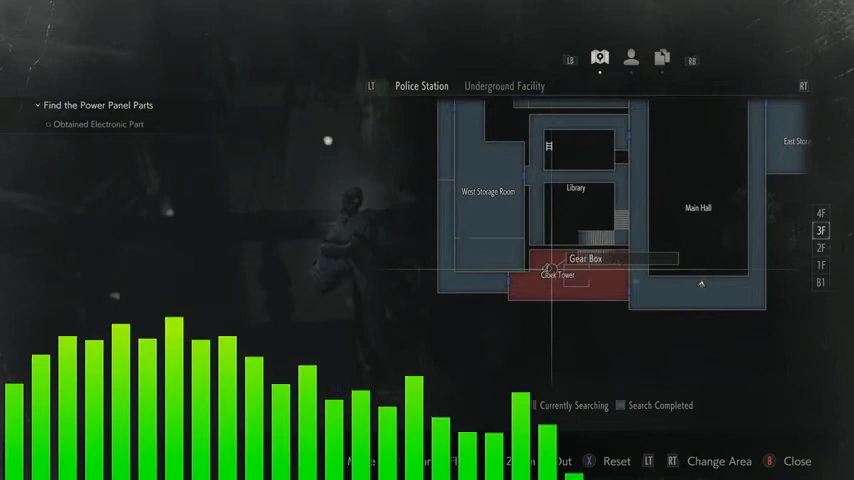 LB RB
LT Police Station Underground Facility RT
Find the Power Panel Parts
Obtained Electronic Part
East Stora
West Storage Room
Library
Main Hall
4F
3F
2F
1F
B1
Gear Box
Clock Tower
Currently Searching Search Completed
Out X Reset LT RT Change Area B Close